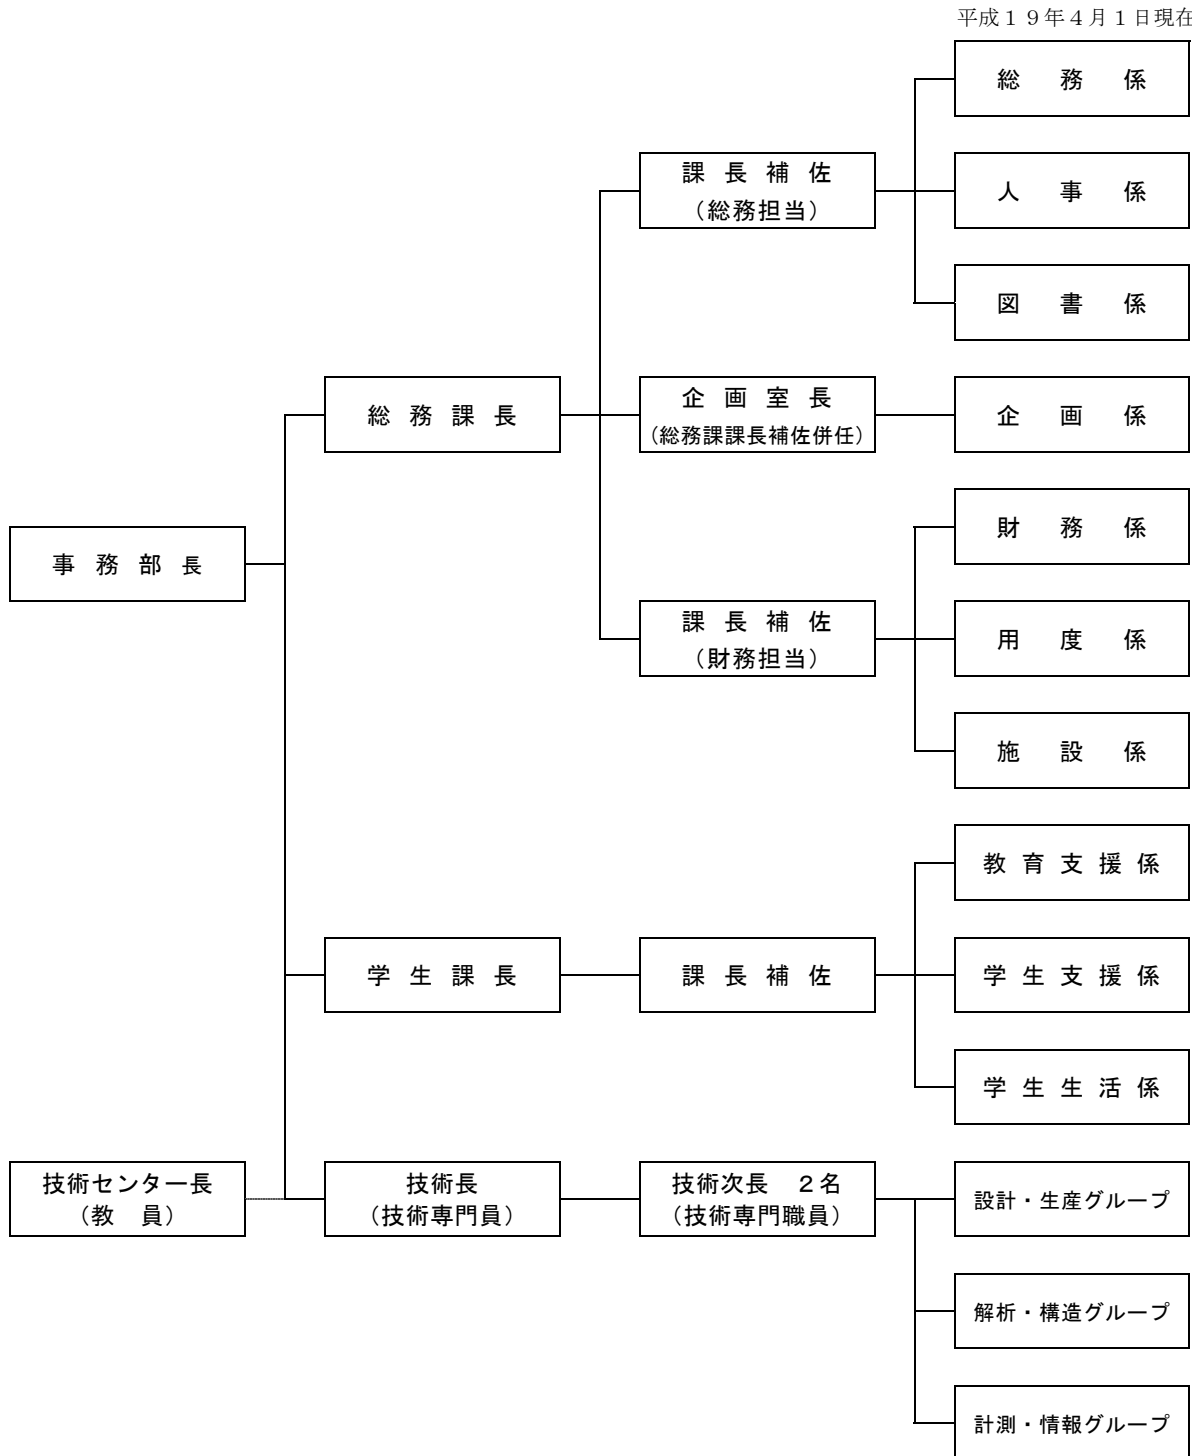 平成19年4月1日現在
総務係
課長補佐
(総務担当)
人事係
図書係
総務課長
企画室長
(総務課課長補佐併任)
企画係
財務係
事務部長
課長補佐
(財務担当)
用度係
施設係
教育支援係
学生課長
課長補佐
学生支援係
学生生活係
技術センター長
(教 員)
技術長
(技術専門員)
技術次長 2名
(技術専門職員)
設計・生産グループ
解析・構造グループ
計測・情報グループ